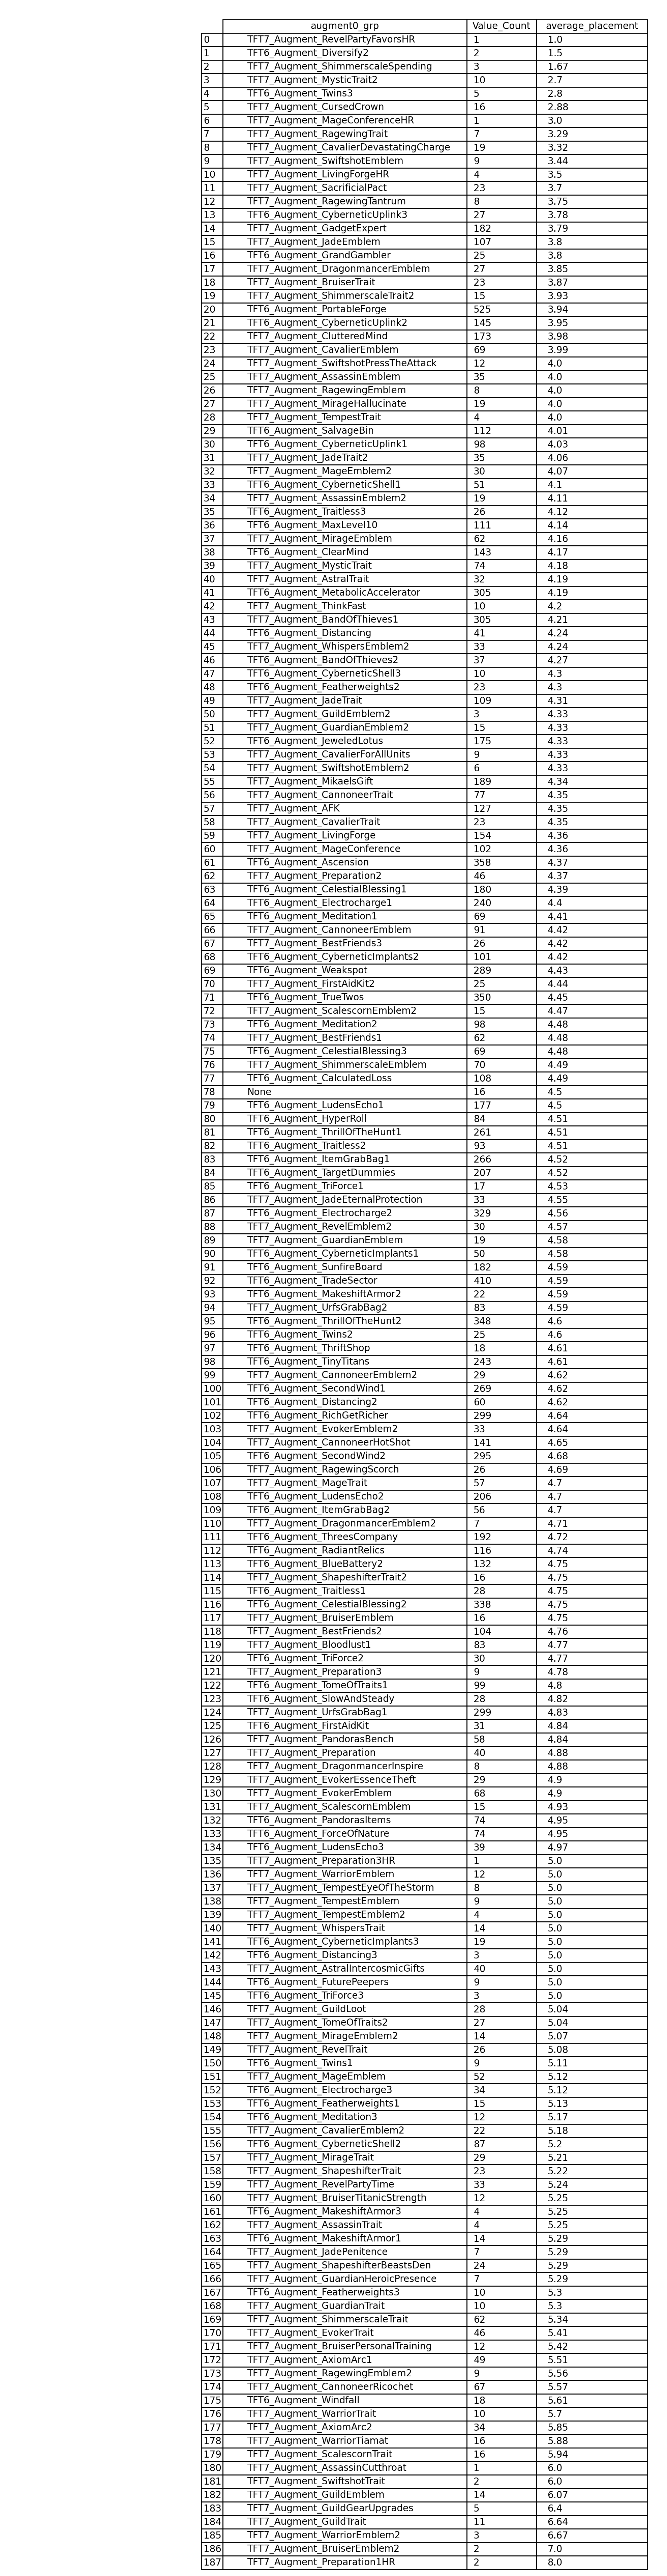 augment0_grp Value_Count average_placement
0 TFT7_Augment_RevelPartyFavorsHR 1 1.0
1 TFT6_Augment_Diversify2 2 1.5
2 TFT7_Augment_ShimmerscaleSpending 3 1.67
3 TFT7_Augment_MysticTrait2 10 2.7
4 TFT6_Augment_Twins3 5 2.8
5 TFT7_Augment_CursedCrown 16 2.88
6 TFT7_Augment_MageConferenceHR 1 3.0
7 TFT7_Augment_RagewingTrait 7 3.29
8 TFT7_Augment_CavalierDevastatingCharge 19 3.32
9 TFT7_Augment_SwiftshotEmblem 9 3.44
10 TFT7_Augment_LivingForgeHR 4 3.5
11 TFT7_Augment_SacrificialPact 23 3.7
12 TFT7_Augment_RagewingTantrum 8 3.75
13 TFT6_Augment_CyberneticUplink3 27 3.78
14 TFT7_Augment_GadgetExpert 182 3.79
15 TFT7_Augment_JadeEmblem 107 3.8
16 TFT6_Augment_GrandGambler 25 3.8
17 TFT7_Augment_DragonmancerEmblem 27 3.85
18 TFT7_Augment_BruiserTrait 23 3.87
19 TFT7_Augment_ShimmerscaleTrait2 15 3.93
20 TFT6_Augment_PortableForge 525 3.94
21 TFT6_Augment_CyberneticUplink2 145 3.95
22 TFT7_Augment_ClutteredMind 173 3.98
23 TFT7_Augment_CavalierEmblem 69 3.99
24 TFT7_Augment_SwiftshotPressTheAttack 12 4.0
25 TFT7_Augment_AssassinEmblem 35 4.0
26 TFT7_Augment_RagewingEmblem 8 4.0
27 TFT7_Augment_MirageHallucinate 19 4.0
28 TFT7_Augment_TempestTrait 4 4.0
29 TFT6_Augment_SalvageBin 112 4.01
30 TFT6_Augment_CyberneticUplink1 98 4.03
31 TFT7_Augment_JadeTrait2 35 4.06
32 TFT7_Augment_MageEmblem2 30 4.07
33 TFT6_Augment_CyberneticShell1 51 4.1
34 TFT7_Augment_AssassinEmblem2 19 4.11
35 TFT6_Augment_Traitless3 26 4.12
36 TFT6_Augment_MaxLevel10 111 4.14
37 TFT7_Augment_MirageEmblem 62 4.16
38 TFT6_Augment_ClearMind 143 4.17
39 TFT7_Augment_MysticTrait 74 4.18
40 TFT7_Augment_AstralTrait 32 4.19
41 TFT6_Augment_MetabolicAccelerator 305 4.19
42 TFT7_Augment_ThinkFast 10 4.2
43 TFT7_Augment_BandOfThieves1 305 4.21
44 TFT6_Augment_Distancing 41 4.24
45 TFT7_Augment_WhispersEmblem2 33 4.24
46 TFT6_Augment_BandOfThieves2 37 4.27
47 TFT6_Augment_CyberneticShell3 10 4.3
48 TFT6_Augment_Featherweights2 23 4.3
49 TFT7_Augment_JadeTrait 109 4.31
50 TFT7_Augment_GuildEmblem2 3 4.33
51 TFT7_Augment_GuardianEmblem2 15 4.33
52 TFT6_Augment_JeweledLotus 175 4.33
53 TFT7_Augment_CavalierForAllUnits 9 4.33
54 TFT7_Augment_SwiftshotEmblem2 6 4.33
55 TFT7_Augment_MikaelsGift 189 4.34
56 TFT7_Augment_CannoneerTrait 77 4.35
57 TFT7_Augment_AFK 127 4.35
58 TFT7_Augment_CavalierTrait 23 4.35
59 TFT7_Augment_LivingForge 154 4.36
60 TFT7_Augment_MageConference 102 4.36
61 TFT6_Augment_Ascension 358 4.37
62 TFT7_Augment_Preparation2 46 4.37
63 TFT6_Augment_CelestialBlessing1 180 4.39
64 TFT6_Augment_Electrocharge1 240 4.4
65 TFT6_Augment_Meditation1 69 4.41
66 TFT7_Augment_CannoneerEmblem 91 4.42
67 TFT7_Augment_BestFriends3 26 4.42
68 TFT6_Augment_CyberneticImplants2 101 4.42
69 TFT6_Augment_Weakspot 289 4.43
70 TFT7_Augment_FirstAidKit2 25 4.44
71 TFT6_Augment_TrueTwos 350 4.45
72 TFT7_Augment_ScalescornEmblem2 15 4.47
73 TFT6_Augment_Meditation2 98 4.48
74 TFT7_Augment_BestFriends1 62 4.48
75 TFT6_Augment_CelestialBlessing3 69 4.48
76 TFT7_Augment_ShimmerscaleEmblem 70 4.49
77 TFT6_Augment_CalculatedLoss 108 4.49
78 None 16 4.5
79 TFT6_Augment_LudensEcho1 177 4.5
80 TFT6_Augment_HyperRoll 84 4.51
81 TFT6_Augment_ThrillOfTheHunt1 261 4.51
82 TFT6_Augment_Traitless2 93 4.51
83 TFT6_Augment_ItemGrabBag1 266 4.52
84 TFT6_Augment_TargetDummies 207 4.52
85 TFT6_Augment_TriForce1 17 4.53
86 TFT7_Augment_JadeEternalProtection 33 4.55
87 TFT6_Augment_Electrocharge2 329 4.56
88 TFT7_Augment_RevelEmblem2 30 4.57
89 TFT7_Augment_GuardianEmblem 19 4.58
90 TFT6_Augment_CyberneticImplants1 50 4.58
91 TFT6_Augment_SunfireBoard 182 4.59
92 TFT6_Augment_TradeSector 410 4.59
93 TFT6_Augment_MakeshiftArmor2 22 4.59
94 TFT7_Augment_UrfsGrabBag2 83 4.59
95 TFT6_Augment_ThrillOfTheHunt2 348 4.6
96 TFT6_Augment_Twins2 25 4.6
97 TFT7_Augment_ThriftShop 18 4.61
98 TFT6_Augment_TinyTitans 243 4.61
99 TFT7_Augment_CannoneerEmblem2 29 4.62
100 TFT6_Augment_SecondWind1 269 4.62
101 TFT6_Augment_Distancing2 60 4.62
102 TFT6_Augment_RichGetRicher 299 4.64
103 TFT7_Augment_EvokerEmblem2 33 4.64
104 TFT7_Augment_CannoneerHotShot 141 4.65
105 TFT6_Augment_SecondWind2 295 4.68
106 TFT7_Augment_RagewingScorch 26 4.69
107 TFT7_Augment_MageTrait 57 4.7
108 TFT6_Augment_LudensEcho2 206 4.7
109 TFT6_Augment_ItemGrabBag2 56 4.7
110 TFT7_Augment_DragonmancerEmblem2 7 4.71
111 TFT6_Augment_ThreesCompany 192 4.72
112 TFT6_Augment_RadiantRelics 116 4.74
113 TFT6_Augment_BlueBattery2 132 4.75
114 TFT7_Augment_ShapeshifterTrait2 16 4.75
115 TFT6_Augment_Traitless1 28 4.75
116 TFT6_Augment_CelestialBlessing2 338 4.75
117 TFT7_Augment_BruiserEmblem 16 4.75
118 TFT7_Augment_BestFriends2 104 4.76
119 TFT7_Augment_Bloodlust1 83 4.77
120 TFT6_Augment_TriForce2 30 4.77
121 TFT7_Augment_Preparation3 9 4.78
122 TFT6_Augment_TomeOfTraits1 99 4.8
123 TFT6_Augment_SlowAndSteady 28 4.82
124 TFT7_Augment_UrfsGrabBag1 299 4.83
125 TFT6_Augment_FirstAidKit 31 4.84
126 TFT7_Augment_PandorasBench 58 4.84
127 TFT7_Augment_Preparation 40 4.88
128 TFT7_Augment_DragonmancerInspire 8 4.88
129 TFT7_Augment_EvokerEssenceTheft 29 4.9
130 TFT7_Augment_EvokerEmblem 68 4.9
131 TFT7_Augment_ScalescornEmblem 15 4.93
132 TFT6_Augment_PandorasItems 74 4.95
133 TFT6_Augment_ForceOfNature 74 4.95
134 TFT6_Augment_LudensEcho3 39 4.97
135 TFT7_Augment_Preparation3HR 1 5.0
136 TFT7_Augment_WarriorEmblem 12 5.0
137 TFT7_Augment_TempestEyeOfTheStorm 8 5.0
138 TFT7_Augment_TempestEmblem 9 5.0
139 TFT7_Augment_TempestEmblem2 4 5.0
140 TFT7_Augment_WhispersTrait 14 5.0
141 TFT6_Augment_CyberneticImplants3 19 5.0
142 TFT6_Augment_Distancing3 3 5.0
143 TFT7_Augment_AstralIntercosmicGifts 40 5.0
144 TFT6_Augment_FuturePeepers 9 5.0
145 TFT6_Augment_TriForce3 3 5.0
146 TFT7_Augment_GuildLoot 28 5.04
147 TFT7_Augment_TomeOfTraits2 27 5.04
148 TFT7_Augment_MirageEmblem2 14 5.07
149 TFT7_Augment_RevelTrait 26 5.08
150 TFT6_Augment_Twins1 9 5.11
151 TFT7_Augment_MageEmblem 52 5.12
152 TFT6_Augment_Electrocharge3 34 5.12
153 TFT6_Augment_Featherweights1 15 5.13
154 TFT6_Augment_Meditation3 12 5.17
155 TFT7_Augment_CavalierEmblem2 22 5.18
156 TFT6_Augment_CyberneticShell2 87 5.2
157 TFT7_Augment_MirageTrait 29 5.21
158 TFT7_Augment_ShapeshifterTrait 23 5.22
159 TFT7_Augment_RevelPartyTime 33 5.24
160 TFT7_Augment_BruiserTitanicStrength 12 5.25
161 TFT6_Augment_MakeshiftArmor3 4 5.25
162 TFT7_Augment_AssassinTrait 4 5.25
163 TFT6_Augment_MakeshiftArmor1 14 5.29
164 TFT7_Augment_JadePenitence 7 5.29
165 TFT7_Augment_ShapeshifterBeastsDen 24 5.29
166 TFT7_Augment_GuardianHeroicPresence 7 5.29
167 TFT6_Augment_Featherweights3 10 5.3
168 TFT7_Augment_GuardianTrait 10 5.3
169 TFT7_Augment_ShimmerscaleTrait 62 5.34
170 TFT7_Augment_EvokerTrait 46 5.41
171 TFT7_Augment_BruiserPersonalTraining 12 5.42
172 TFT7_Augment_AxiomArc1 49 5.51
173 TFT7_Augment_RagewingEmblem2 9 5.56
174 TFT7_Augment_CannoneerRicochet 67 5.57
175 TFT6_Augment_Windfall 18 5.61
176 TFT7_Augment_WarriorTrait 10 5.7
177 TFT7_Augment_AxiomArc2 34 5.85
178 TFT7_Augment_WarriorTiamat 16 5.88
179 TFT7_Augment_ScalescornTrait 16 5.94
180 TFT7_Augment_AssassinCutthroat 1 6.0
181 TFT7_Augment_SwiftshotTrait 2 6.0
182 TFT7_Augment_GuildEmblem 14 6.07
183 TFT7_Augment_GuildGearUpgrades 5 6.4
184 TFT7_Augment_GuildTrait 11 6.64
185 TFT7_Augment_WarriorEmblem2 3 6.67
186 TFT7_Augment_BruiserEmblem2 2 7.0
187 TFT7_Augment_Preparation1HR 2 8.0